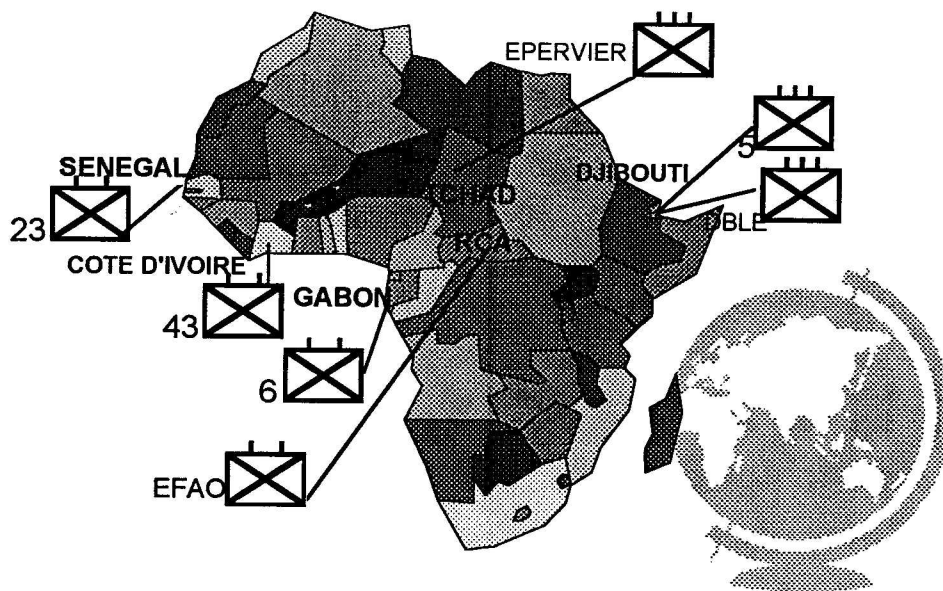 EPERVIER
5
SENEGAL
DJIBOUTI
TCHAD
DBLE
23
RCA
COTE D'IVOIRE
GABON
43
6
EFAO